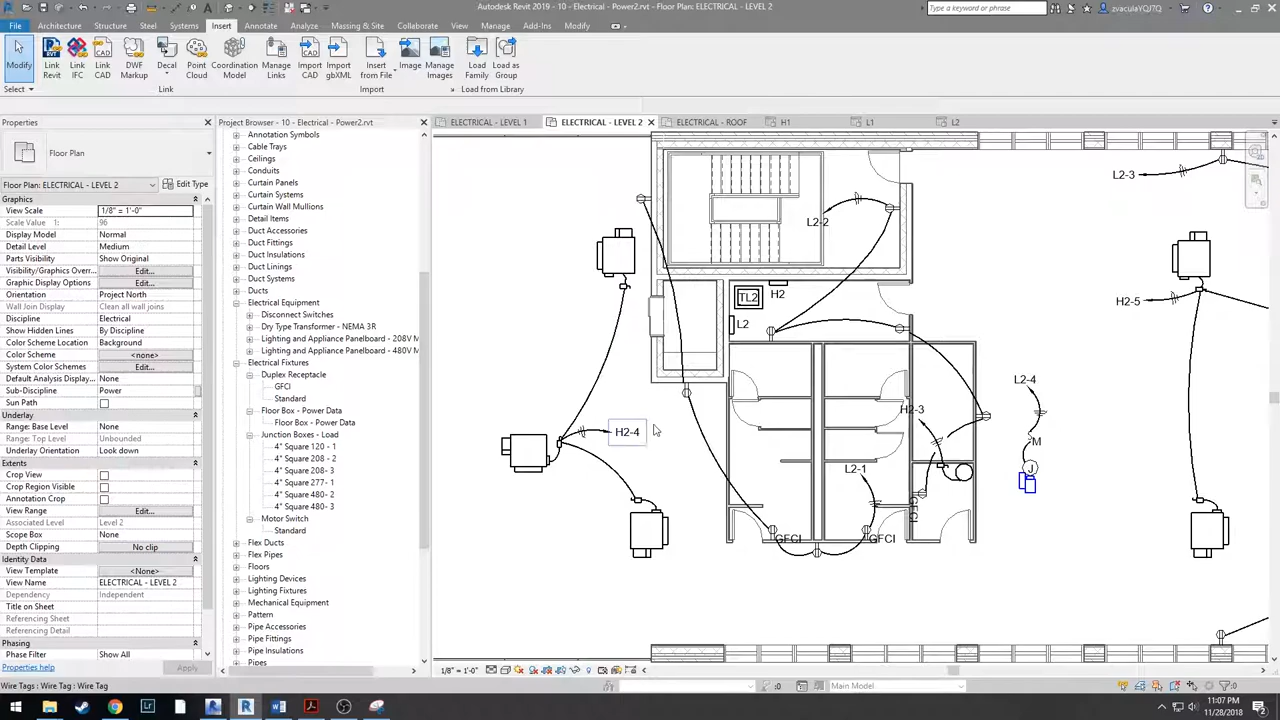 Autodesk Revit 2019 - 10 - Electrical - Power2.rvt - Floor Plan: ELECTRICAL - LEVEL 2
Type a keyword or phrase
zvaculaYQJ7Q
File Architecture Structure Steel Systems Insert Annotate Analyze Massing & Site Collaborate View Manage Add-Ins Modify
Modify
Link Revit
Link IFC
Link CAD
DWF Markup
Decal
Point Cloud
Coordination Model
Manage Links
Import CAD
Import gbXML
Insert from File
Image
Manage Images
Load Family
Load as Group
Select Link Import Load from Library
Properties
Floor Plan
Floor Plan: ELECTRICAL - LEVEL 2 Edit Type
Graphics
View Scale 1/8" = 1'-0"
Scale Value 1: 96
Display Model Normal
Detail Level Medium
Parts Visibility Show Original
Visibility/Graphics Over... Edit...
Graphic Display Options Edit...
Orientation Project North
Wall Join Display Clean all wall joins
Discipline Electrical
Show Hidden Lines By Discipline
Color Scheme Location Background
Color Scheme <none>
System Color Schemes Edit...
Default Analysis Display... None
Sub-Discipline Power
Sun Path
Underlay
Range: Base Level None
Range: Top Level Unbounded
Underlay Orientation Look down
Extents
Crop View
Crop Region Visible
Annotation Crop
View Range Edit...
Associated Level Level 2
Scope Box None
Depth Clipping No clip
Identity Data
View Template <None>
View Name ELECTRICAL - LEVEL 2
Dependency Independent
Title on Sheet
Referencing Sheet
Referencing Detail
Phasing
Phase Filter Show All
Properties help Apply
Project Browser - 10 - Electrical - Power2.rvt
Annotation Symbols
Cable Trays
Ceilings
Conduits
Curtain Panels
Curtain Systems
Curtain Wall Mullions
Detail Items
Duct Accessories
Duct Fittings
Duct Insulations
Duct Linings
Duct Systems
Ducts
Electrical Equipment
Disconnect Switches
Dry Type Transformer - NEMA 3R
Lighting and Appliance Panelboard - 208V M
Lighting and Appliance Panelboard - 480V M
Electrical Fixtures
Duplex Receptacle
GFCI
Standard
Floor Box - Power Data
Floor Box - Power Data
Junction Boxes - Load
4" Square 120 - 1
4" Square 208 - 2
4" Square 208- 3
4" Square 277- 1
4" Square 480- 2
4" Square 480- 3
Motor Switch
Standard
Flex Ducts
Flex Pipes
Floors
Lighting Devices
Lighting Fixtures
Mechanical Equipment
Pattern
Pipe Accessories
Pipe Fittings
Pipe Insulations
Pipes
ELECTRICAL - LEVEL 1 ELECTRICAL - LEVEL 2 ELECTRICAL - ROOF H1 L1 L2
L2-3
L2-2
TL2
H2
L2
H2-5
L2-4
H2-3
H2-4
M
L2-1
J
GFCI
GFCI
GFCI
1/8" = 1'-0"
Wire Tags : Wire Tag : Wire Tag
:0
Main Model
:0
11:07 PM
11/28/2018